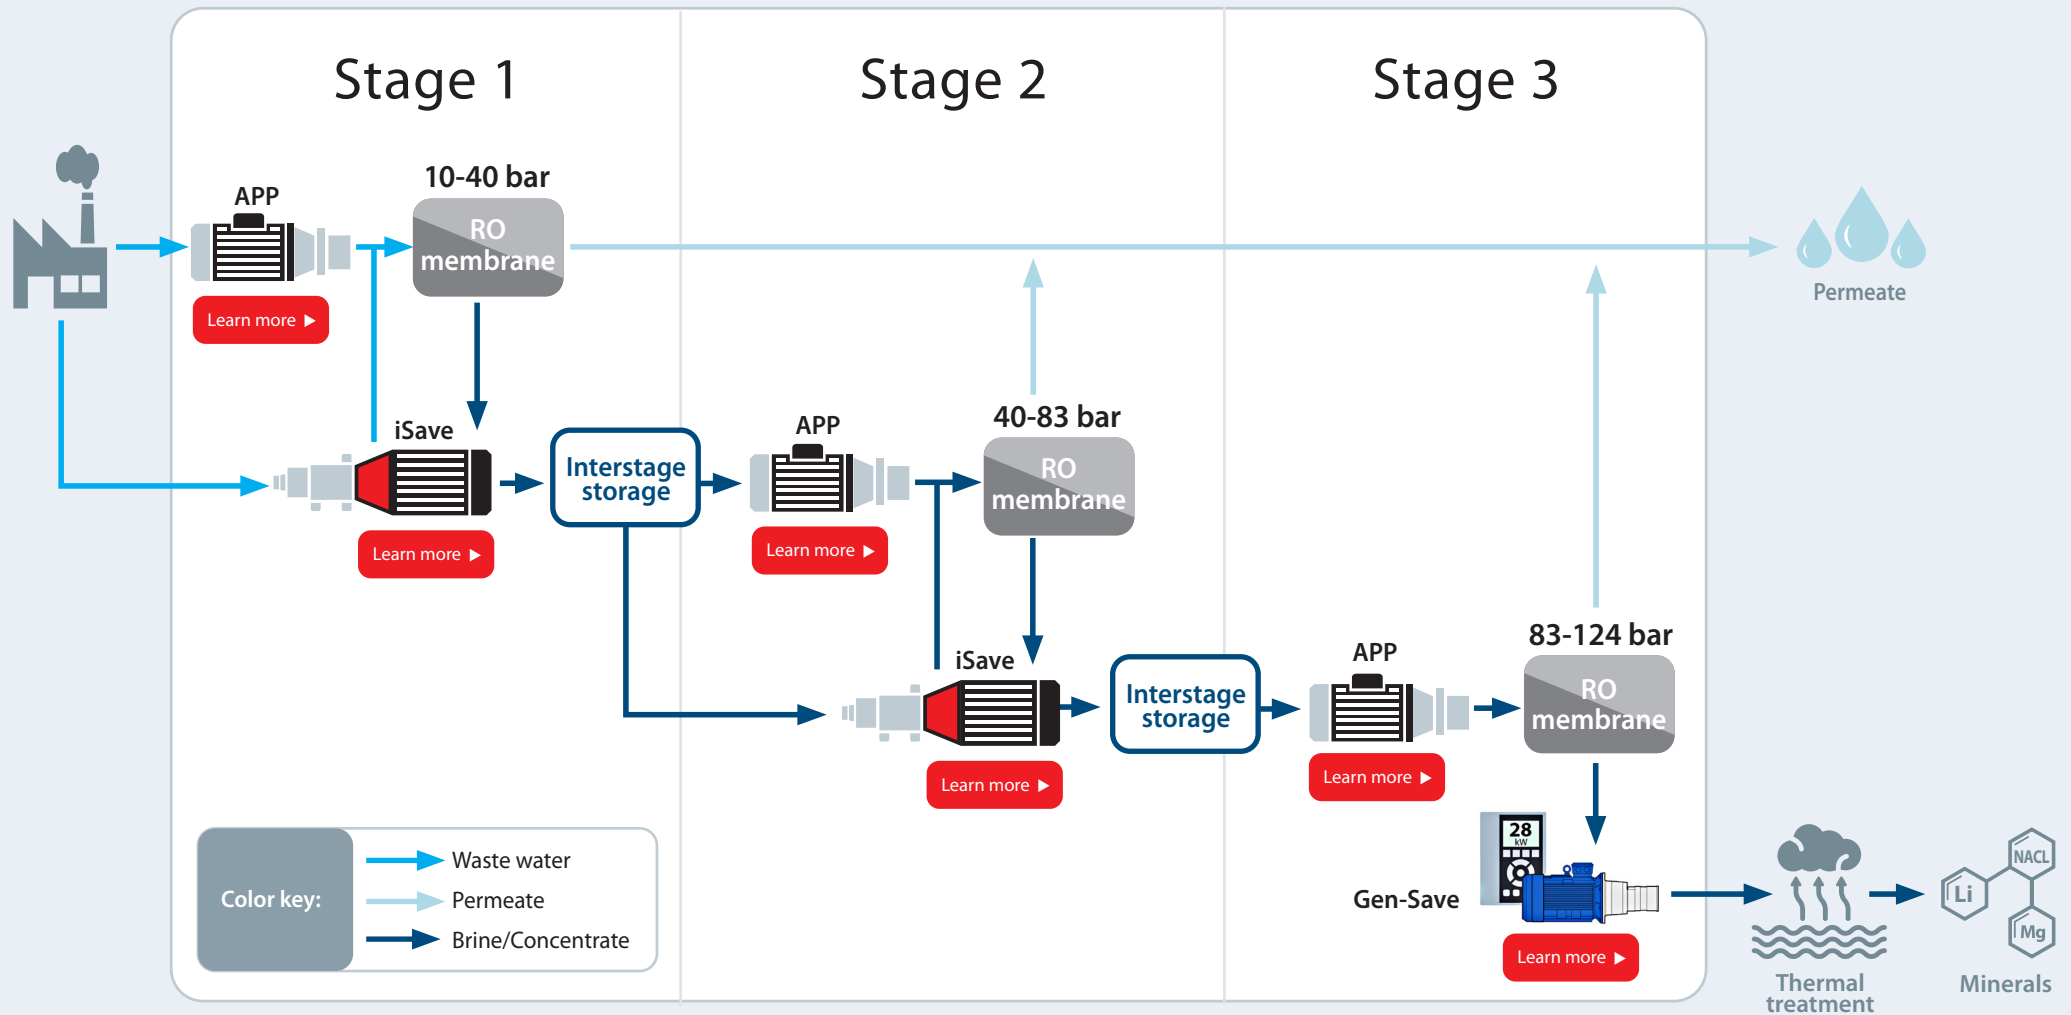 Stage 1
Stage 2
Stage 3
10-40 bar
APP
RO
membrane
Learn more
Permeate
iSave
Interstage
storage
Learn more
APP
40-83 bar
RO
membrane
Learn more
iSave
Interstage
storage
Learn more
APP
83-124 bar
RO
membrane
Learn more
28
kW
Gen-Save
Learn more
Color key:
Waste water
Permeate
Brine/Concentrate
NACL
Li
Mg
Thermal
treatment
Minerals